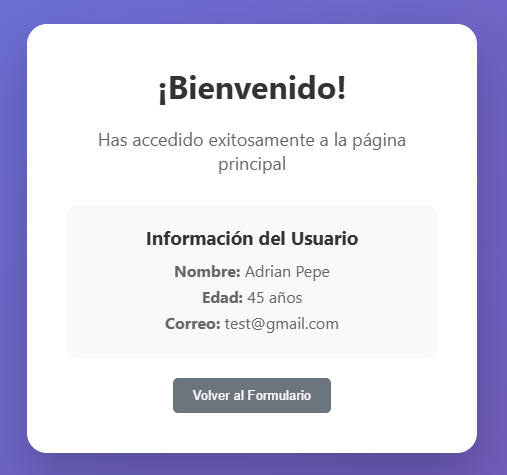 ¡Bienvenido!
Has accedido exitosamente a la página
principal
Información del Usuario
Nombre: Adrian Pepe
Edad: 45 años
Correo: test@gmail.com
Volver al Formulario